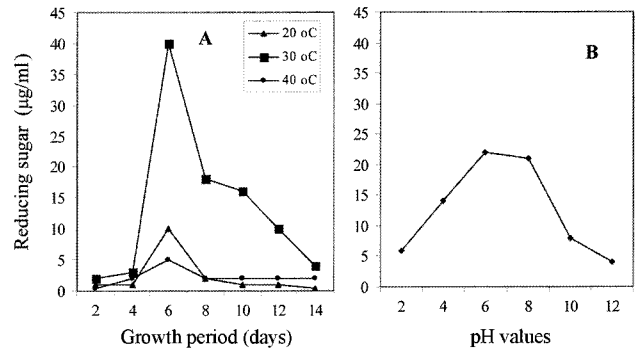 Reducing sugar (µg/ml)
45
40
35
30
25
20
15
10
5
0
A
20 oC
30 oC
40 oC
2 4 6 8 10 12 14
Growth period (days)
45
40
35
30
25
20
15
10
5
0
B
2 4 6 8 10 12
pH values